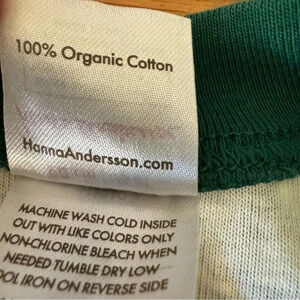 100% Organic Cotton
HannaAndersson.com
MACHINE WASH COLD INSIDE
OUT WITH LIKE COLORS ONLY
NON-CHLORINE BLEACH WHEN
NEEDED TUMBLE DRY LOW
IRON ON REVERSE SIDE